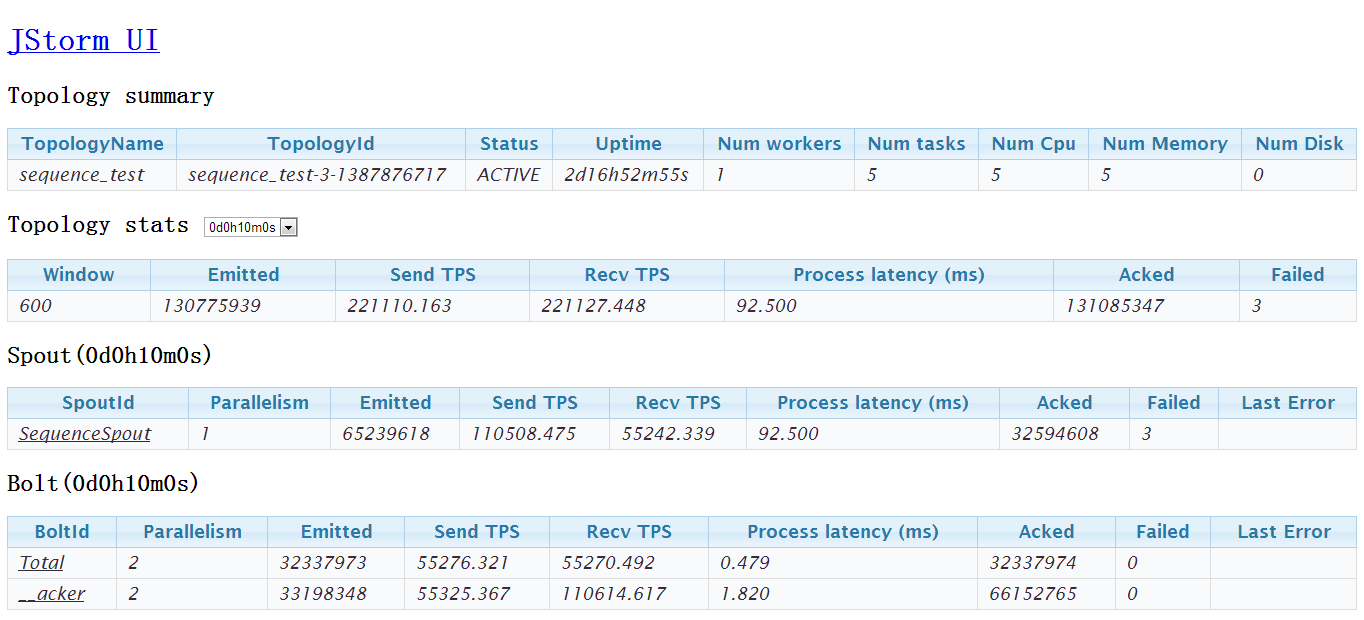 JStorm UI
Topology summary
TopologyName TopologyId Status Uptime Num workers Num tasks Num Cpu Num Memory Num Disk
sequence_test sequence_test-3-1387876717 ACTIVE 2d16h52m55s 1 5 5 5 0
Topology stats 0d0h10m0s
Window Emitted Send TPS Recv TPS Process latency (ms) Acked Failed
600 130775939 221110.163 221127.448 92.500 131085347 3
Spout(0d0h10m0s)
SpoutId Parallelism Emitted Send TPS Recv TPS Process latency (ms) Acked Failed Last Error
SequenceSpout 1 65239618 110508.475 55242.339 92.500 32594608 3
Bolt(0d0h10m0s)
BoltId Parallelism Emitted Send TPS Recv TPS Process latency (ms) Acked Failed Last Error
Total 2 32337973 55276.321 55270.492 0.479 32337974 0
__acker 2 33198348 55325.367 110614.617 1.820 66152765 0